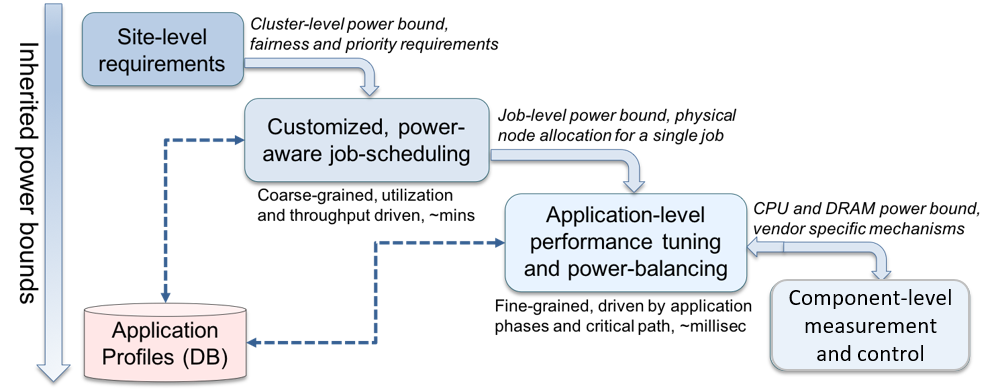 Inherited power bounds
Site-level
requirements
Cluster-level power bound,
fairness and priority requirements
Customized, power-
aware job-scheduling
Job-level power bound, physical
node allocation for a single job
Coarse-grained, utilization
and throughput driven, ~mins
Application-level
performance tuning
and power-balancing
CPU and DRAM power bound,
vendor specific mechanisms
Fine-grained, driven by application
phases and critical path, ~millisec
Component-level
measurement
and control
Application
Profiles (DB)